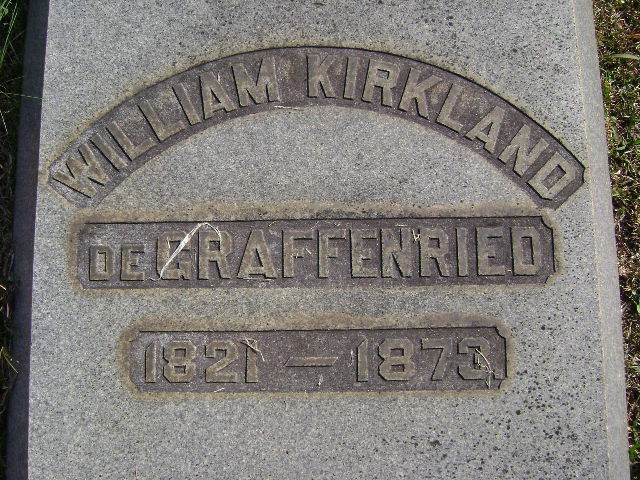 WILLIAM KIRKLAND
DE.GRAFFENRIED
1821 — 1873.